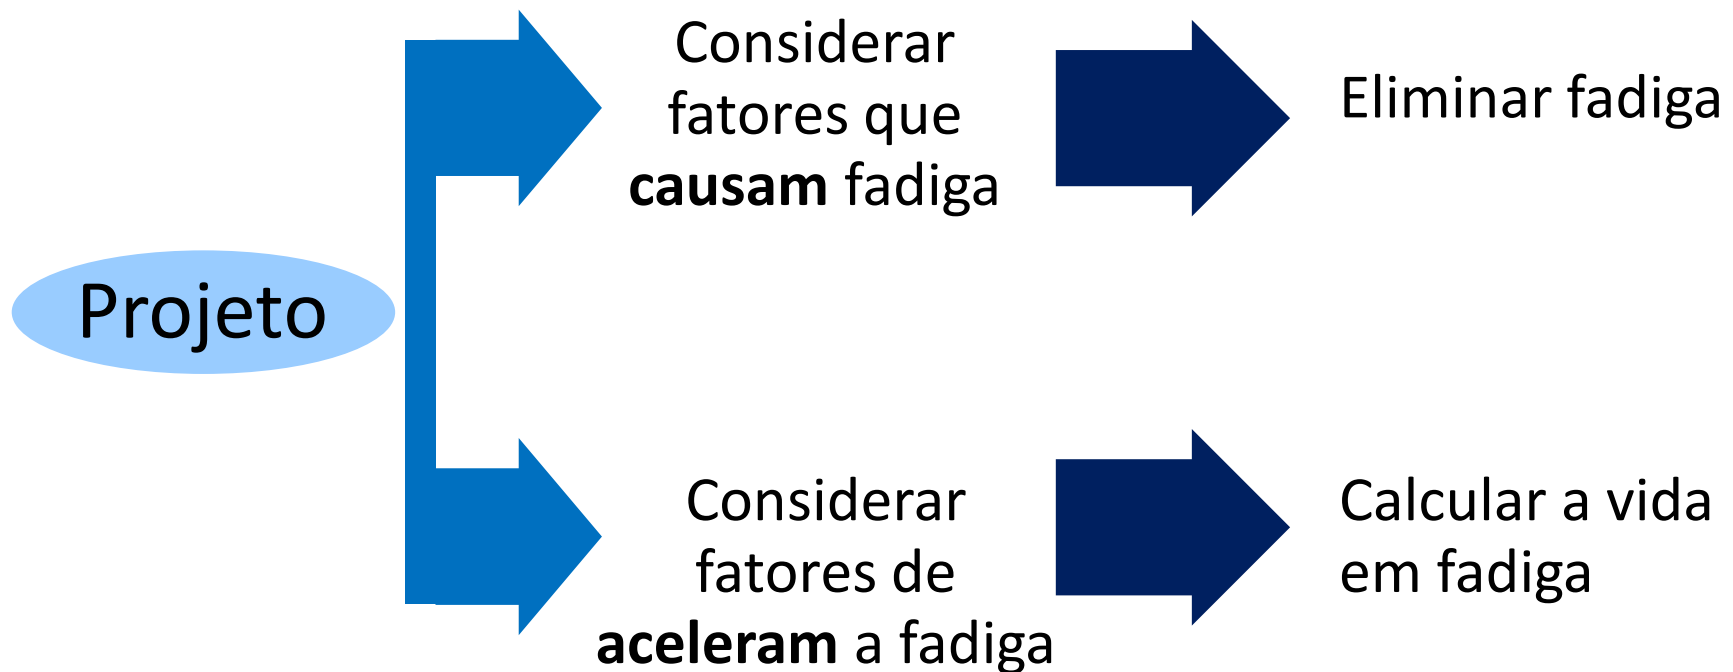 Projeto
Considerar
fatores que
causam fadiga
Eliminar fadiga
Considerar
fatores de
aceleram a fadiga
Calcular a vida
em fadiga